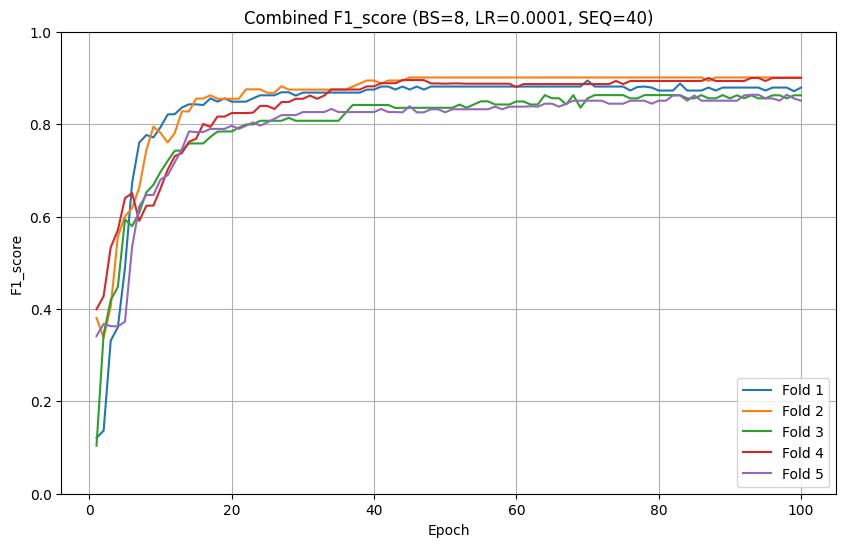 Combined F1_score (BS=8, LR=0.0001, SEQ=40)
1.0
0.8
0.6
0.4
0.2
0.0
F1_score
0 20 40 60 80 100
Epoch
Fold 1
Fold 2
Fold 3
Fold 4
Fold 5